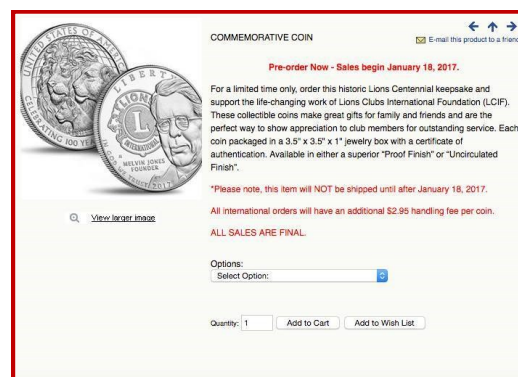 UNITED STATES OF AMERICA
CELEBRATING 100 YE
LIBERTY
LIONS
L
INTERNATIONAL
MELVIN JONES
FOUNDER
IN GOD WE TRUST 2017
View larger image
COMMEMORATIVE COIN
E-mail this product to a friend
Pre-order Now - Sales begin January 18, 2017.
For a limited time only, order this historic Lions Centennial keepsake and
support the life-changing work of Lions Clubs International Foundation (LCIF).
These collectible coins make great gifts for family and friends and are the
perfect way to show appreciation to club members for outstanding service. Each
coin packaged in a 3.5" x 3.5" x 1" jewelry box with a certificate of
authentication. Available in either a superior "Proof Finish" or "Uncirculated
Finish".
*Please note, this item will NOT be shipped until after January 18, 2017.
All international orders will have an additional $2.95 handling fee per coin.
ALL SALES ARE FINAL.
Options:
Select Option:
Quantity: 1 Add to Cart Add to Wish List